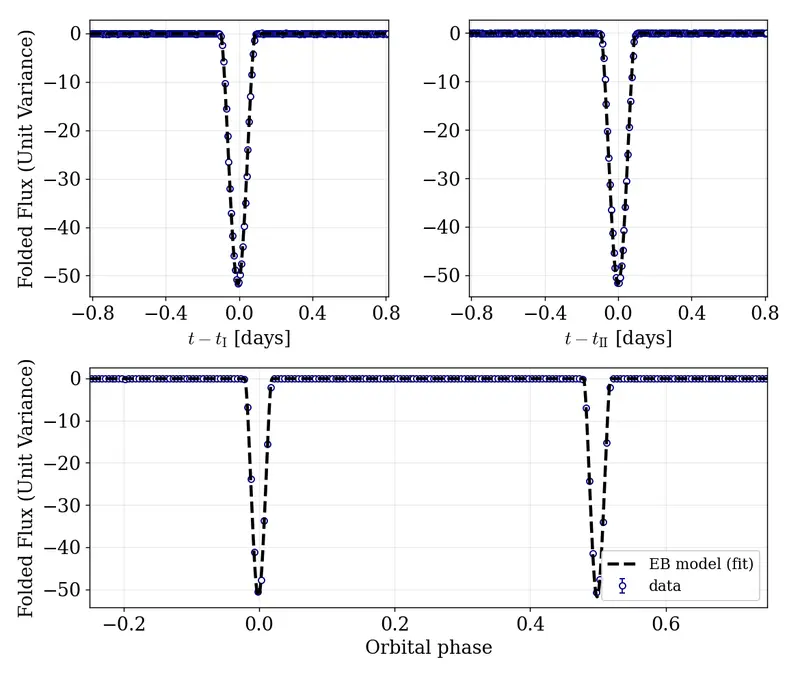 Folded Flux (Unit Variance)
0
−10
−20
−30
−40
−50
−0.8 −0.4 0.0 0.4 0.8
t − tI [days]
0
−10
−20
−30
−40
−50
−0.8 −0.4 0.0 0.4 0.8
t − tII [days]
Folded Flux (Unit Variance)
0
−10
−20
−30
−40
−50
−0.2 0.0 0.2 0.4 0.6
Orbital phase
EB model (fit)
data